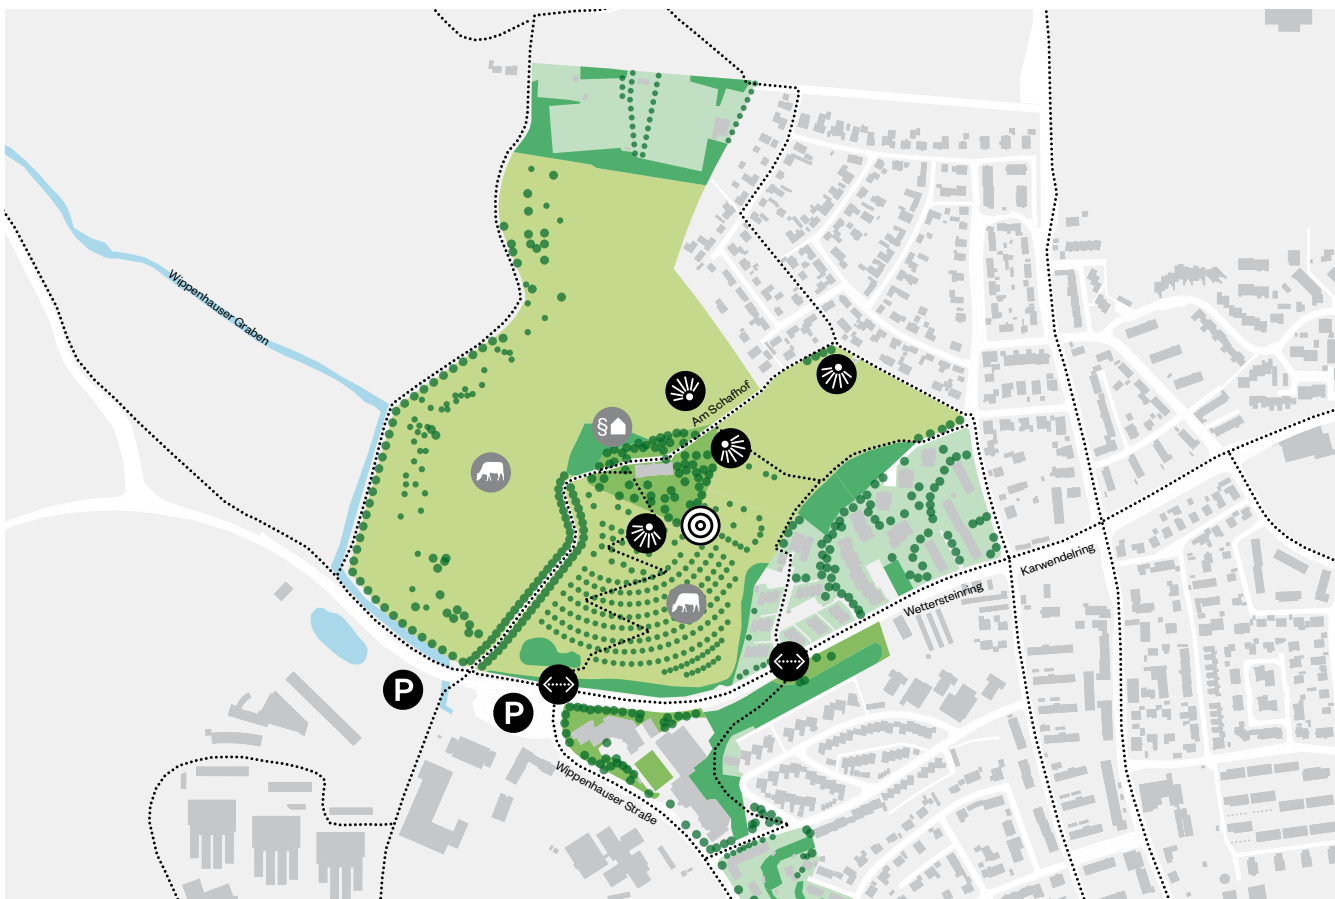 Wippenhauser Graben
Am Schafhof
§
Karwendelring
Wettersteinring
P
P
Wippenhauser Straße